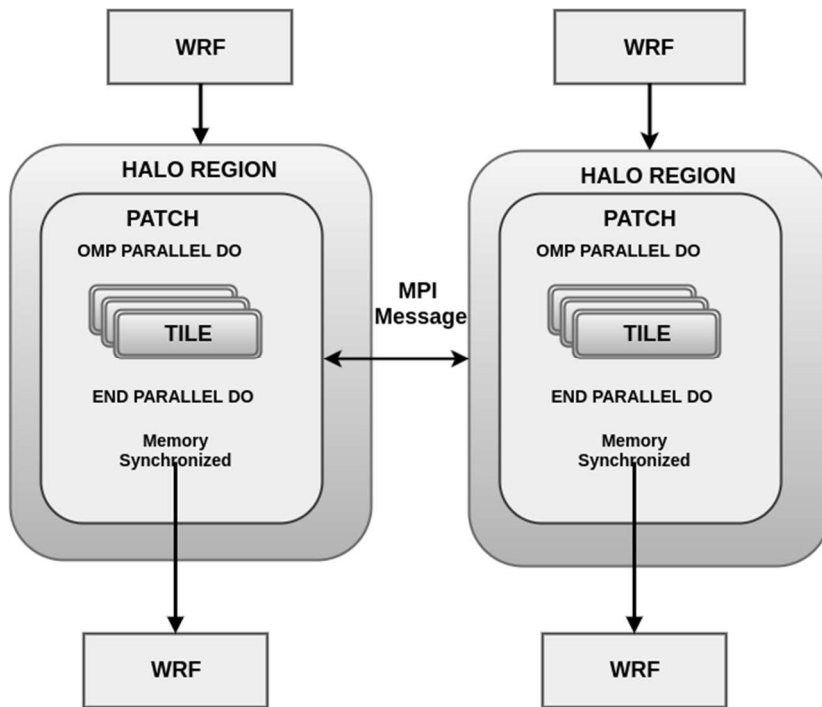 WRF
HALO REGION
PATCH
OMP PARALLEL DO
TILE
END PARALLEL DO
Memory
Synchronized
WRF
MPI
Message
WRF
HALO REGION
PATCH
OMP PARALLEL DO
TILE
END PARALLEL DO
Memory
Synchronized
WRF